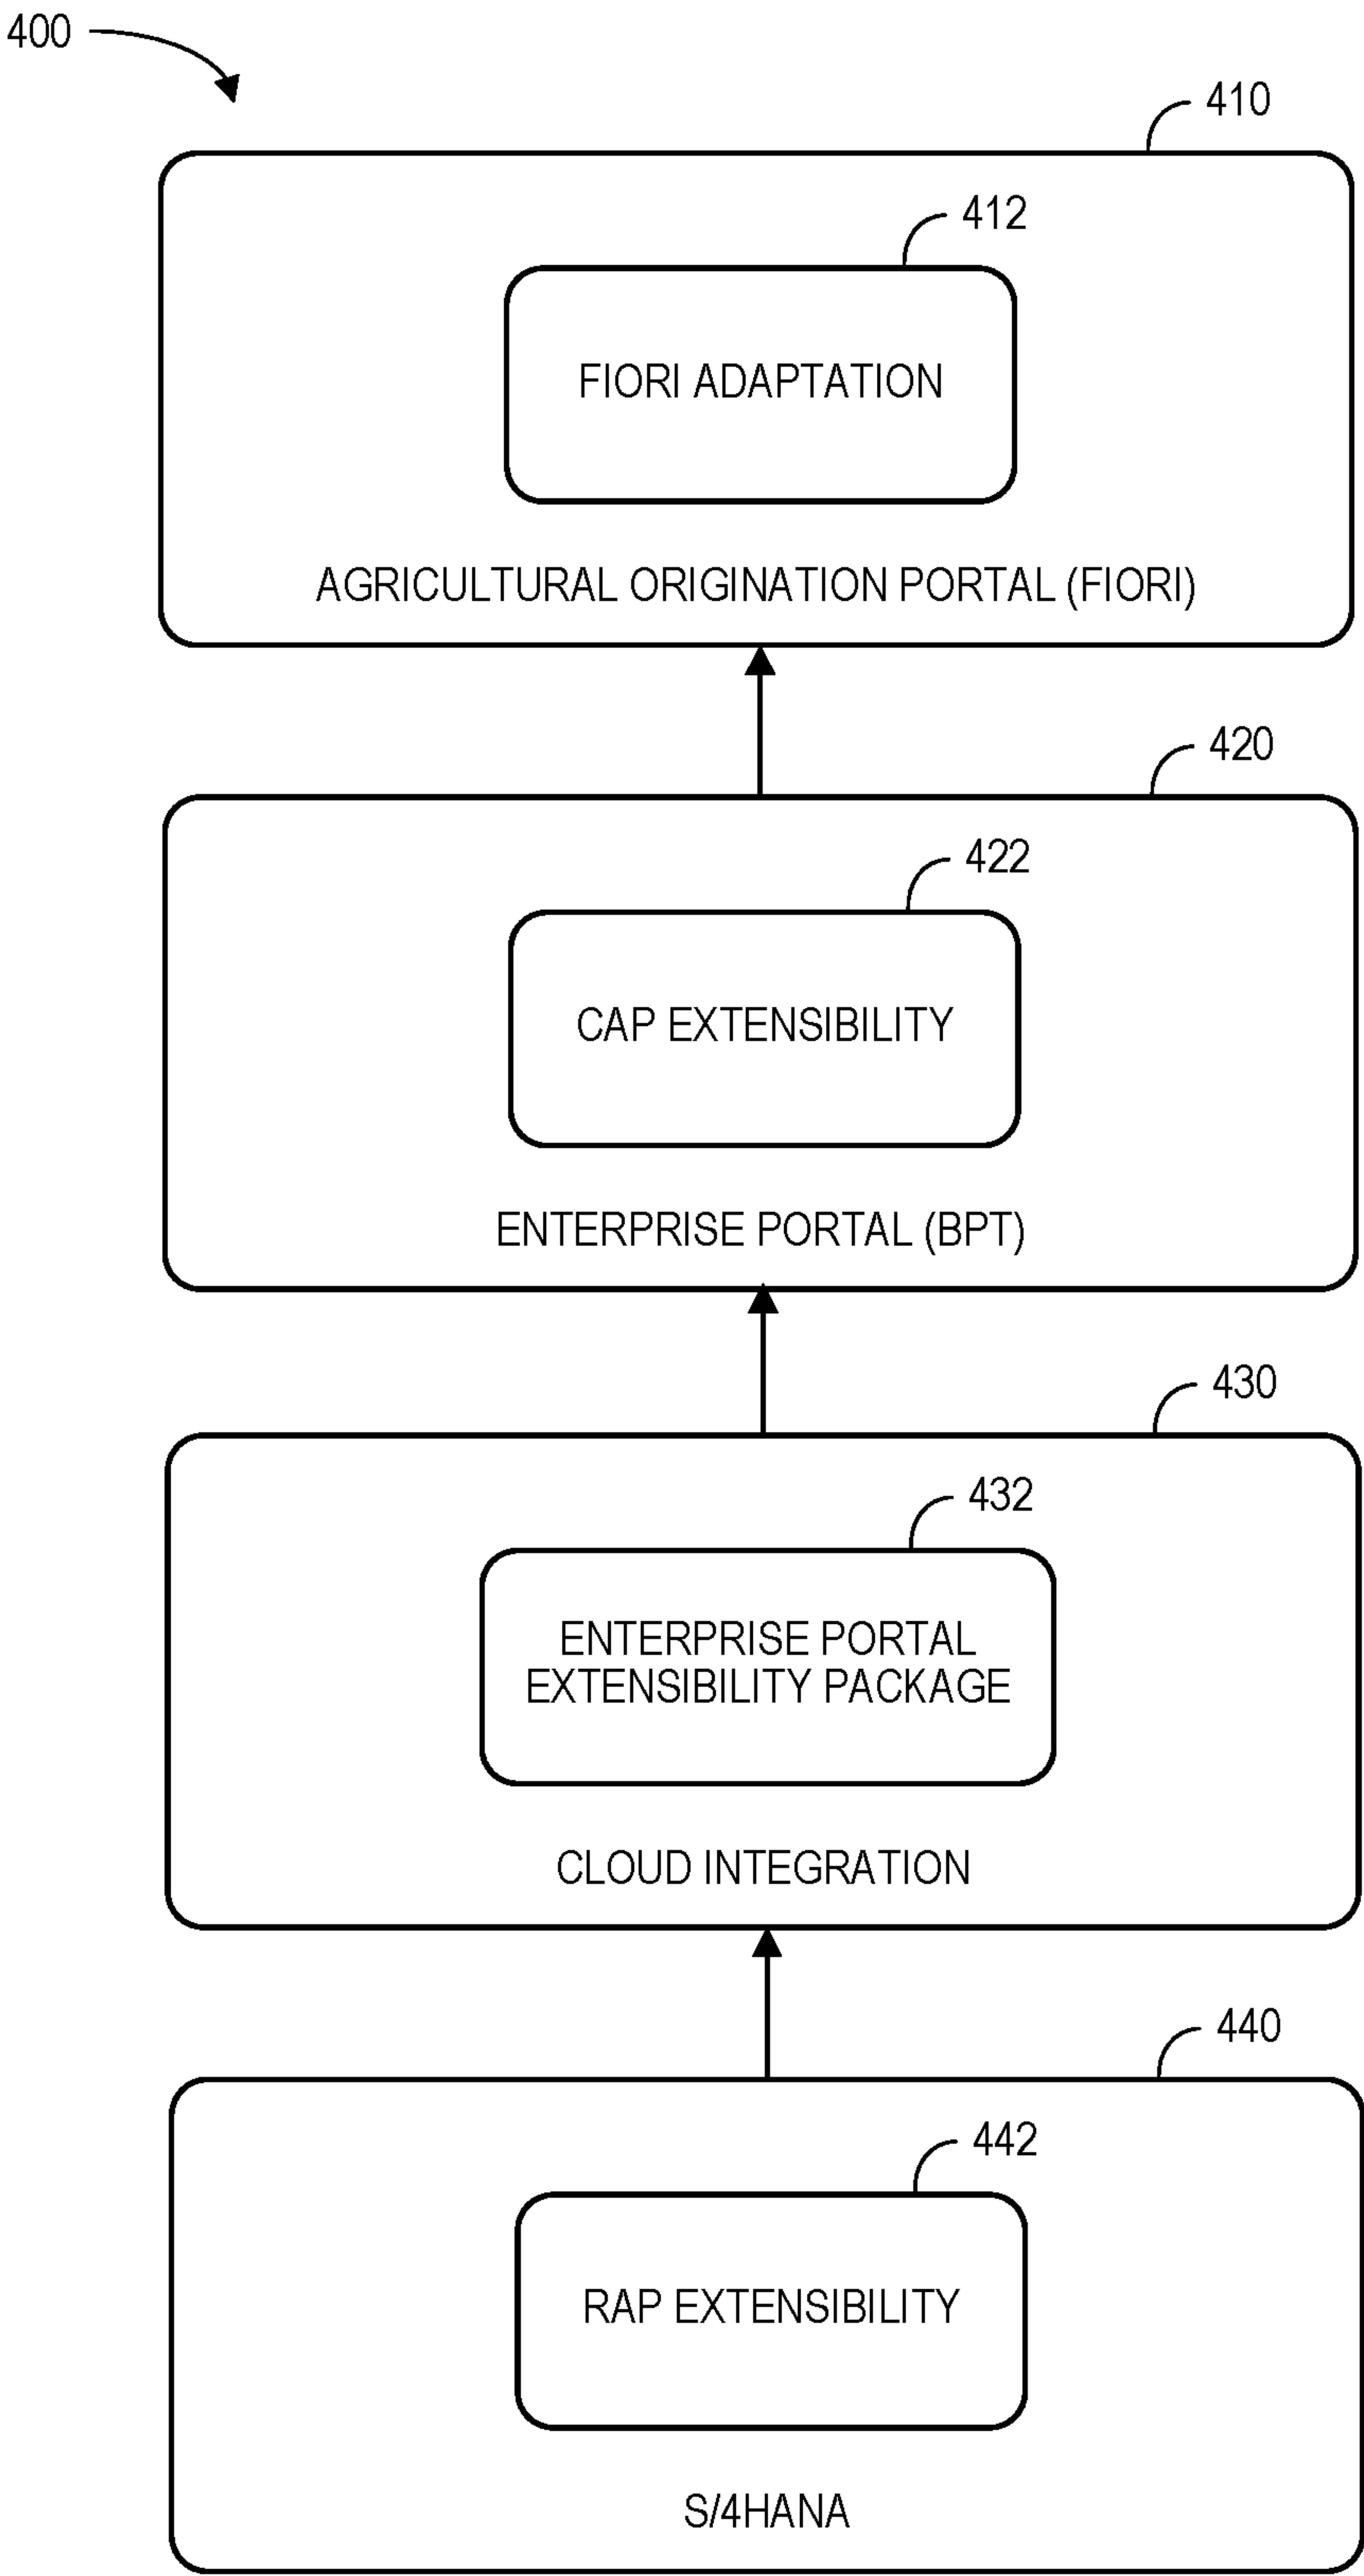 400
410
412
FIORI ADAPTATION
AGRICULTURAL ORIGINATION PORTAL (FIORI)
420
422
CAP EXTENSIBILITY
ENTERPRISE PORTAL (BPT)
430
432
ENTERPRISE PORTAL
EXTENSIBILITY PACKAGE
CLOUD INTEGRATION
440
442
RAP EXTENSIBILITY
S/4HANA